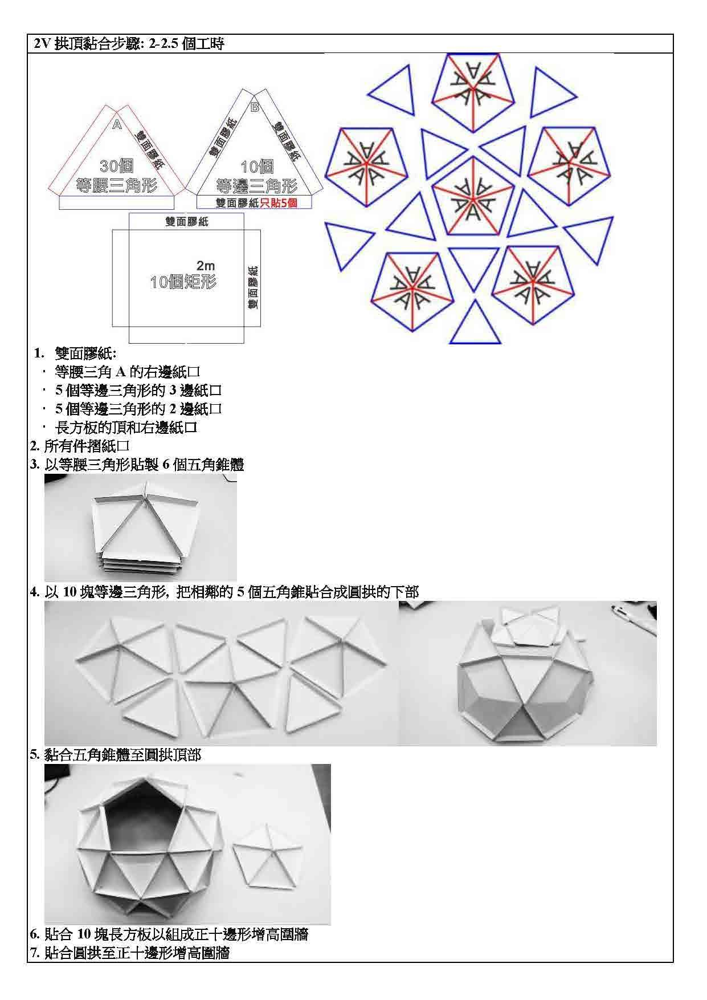 2V 拱頂黏合步驟: 2-2.5 個工時
A
雙面膠紙
30個
等腰三角形
B
雙面膠紙
雙面膠紙
10個
等邊三角形
雙面膠紙只貼5個
雙面膠紙
2m
10個矩形
雙面膠紙
A A A A A
A A A A A
A A A A A
A A A A A
A A A A A
A A A A A
1. 雙面膠紙:
· 等腰三角 A 的右邊紙口
· 5 個等邊三角形的 3 邊紙口
· 5 個等邊三角形的 2 邊紙口
· 長方板的頂和右邊紙口
2. 所有件摺紙口
3. 以等腰三角形貼製 6 個五角錐體
4. 以 10 塊等邊三角形, 把相鄰的 5 個五角錐貼合成圓拱的下部
5. 黏合五角錐體至圓拱頂部
6. 貼合 10 塊長方板以組成正十邊形增高圍牆
7. 貼合圓拱至正十邊形增高圍牆